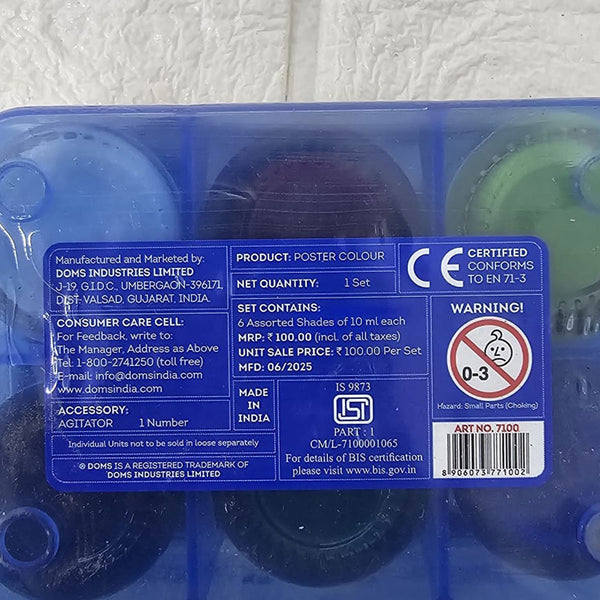 Manufactured and Marketed by:
DOMS INDUSTRIES LIMITED
J-19, G.I.D.C., UMBERGAON-396171,
DIST-VALSAD, GUJARAT, INDIA.
CONSUMER CARE CELL:
For Feedback, write to:
The Manager, Address as Above
Tel: 1-800-2741250 (toll free)
E-mail: info@domsindia.com
www.domsindia.com
ACCESSORY:
AGITATOR 1 Number
Individual Units not to be sold in loose separately
® DOMS IS A REGISTERED TRADEMARK OF
DOMS INDUSTRIES LIMITED
PRODUCT: POSTER COLOUR
NET QUANTITY: 1 Set
SET CONTAINS:
6 Assorted Shades of 10 ml each
MRP: ₹ 100.00 (incl. of all taxes)
UNIT SALE PRICE: ₹ 100.00 Per Set
MFD: 06/2025
MADE
IN
INDIA
IS 9873
ISI
PART : 1
CM/L-7100001065
For details of BIS certification
please visit www.bis.gov.in
CE CERTIFIED
CONFORMS
TO EN 71-3
WARNING!
0-3
Hazard: Small Parts (Choking)
ART NO. 7100
8 906073 771002